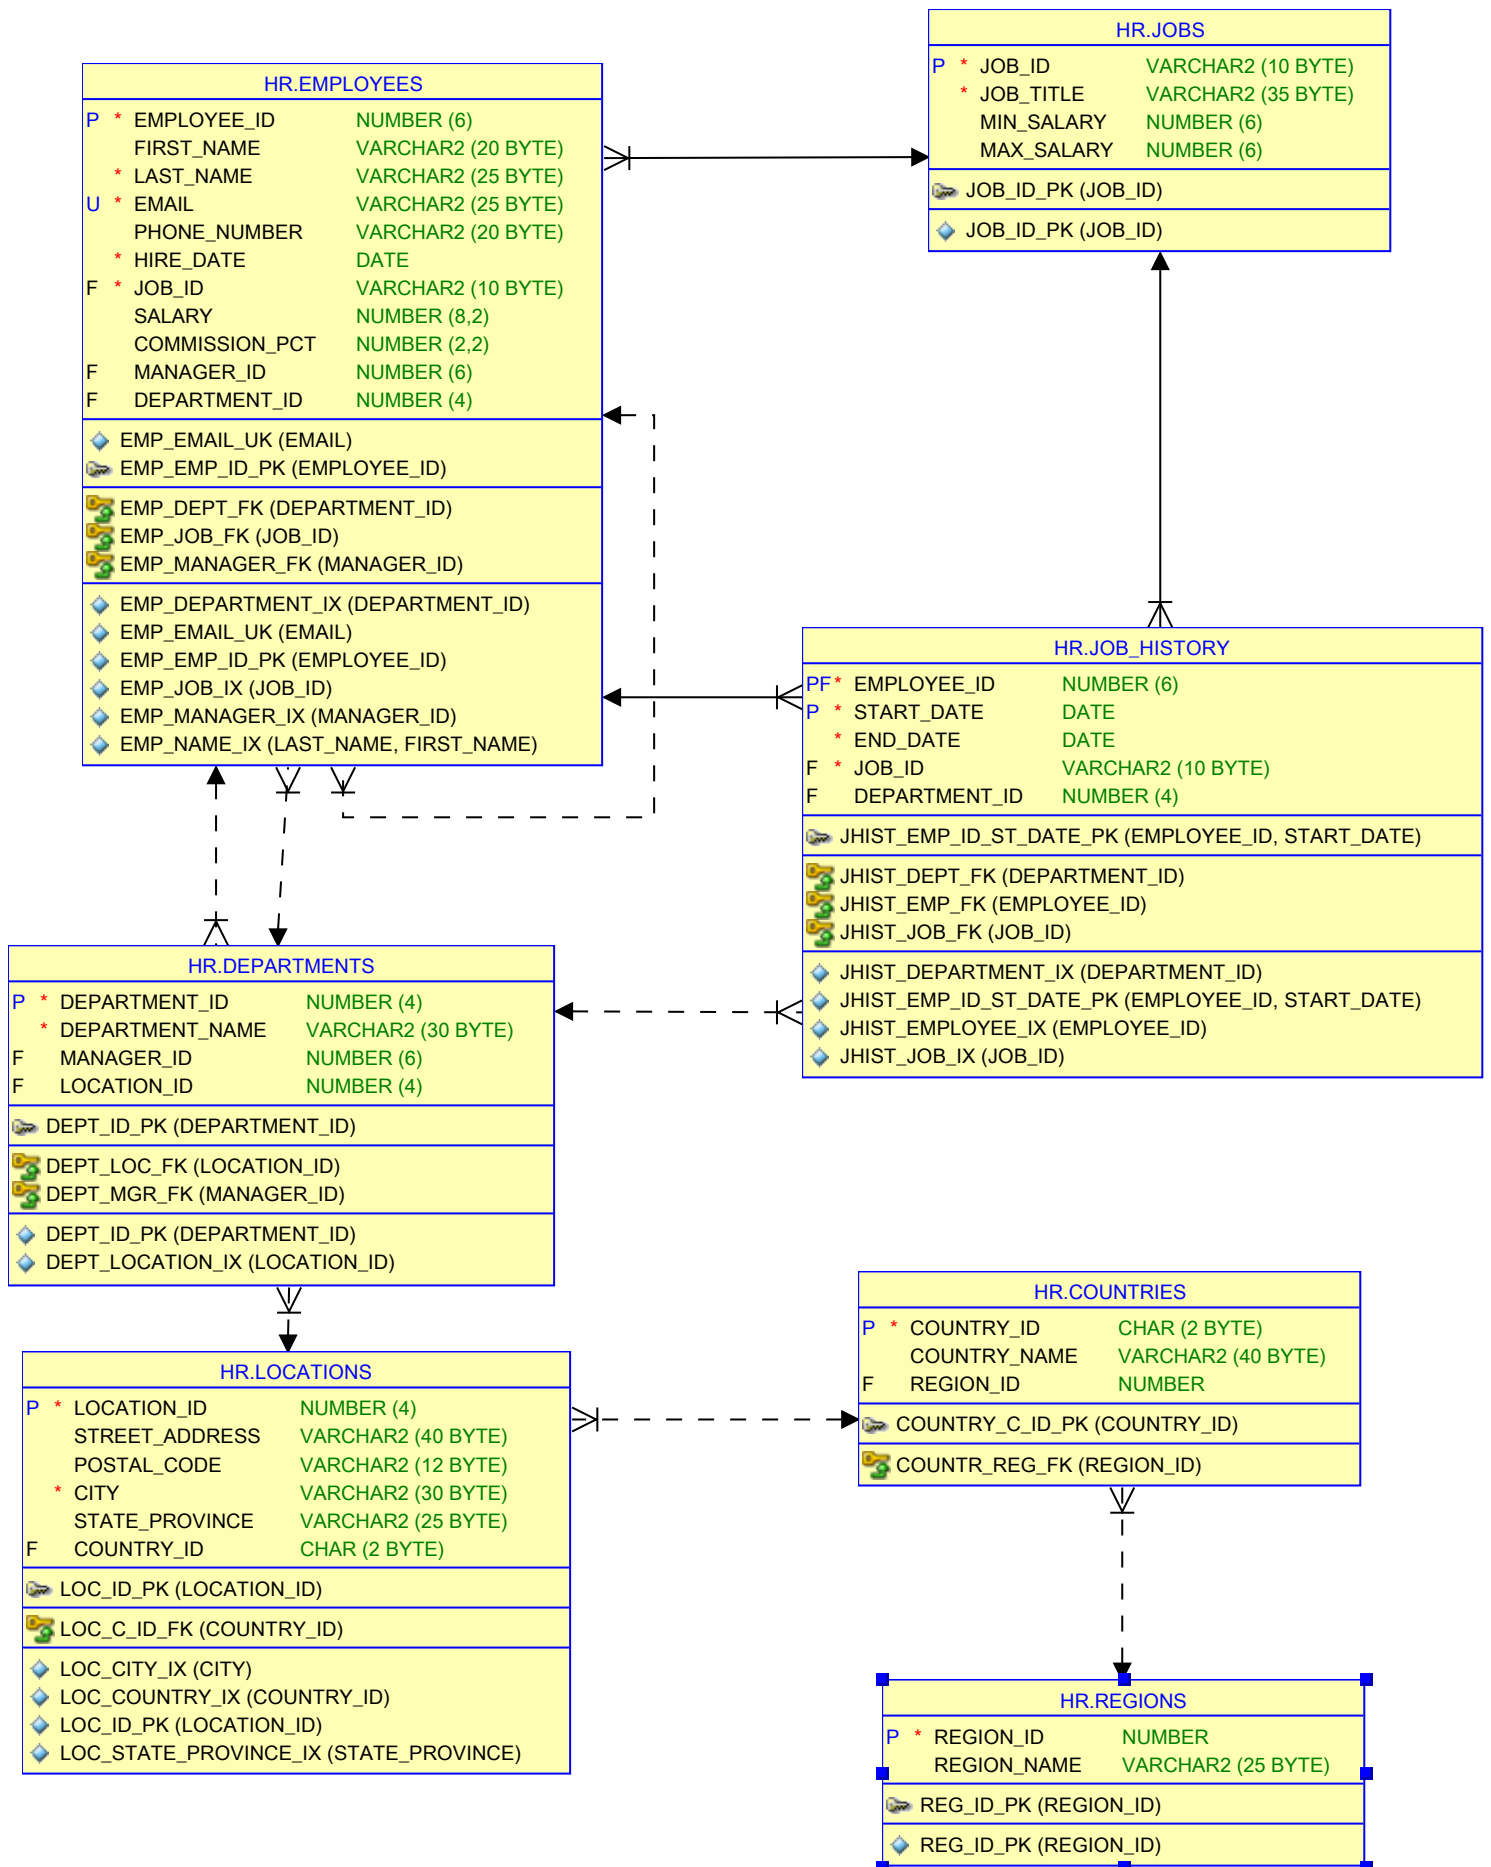 HR.JOBS
P * JOB_ID VARCHAR2 (10 BYTE)
* JOB_TITLE VARCHAR2 (35 BYTE)
MIN_SALARY NUMBER (6)
MAX_SALARY NUMBER (6)
JOB_ID_PK (JOB_ID)
JOB_ID_PK (JOB_ID)
HR.EMPLOYEES
P * EMPLOYEE_ID NUMBER (6)
FIRST_NAME VARCHAR2 (20 BYTE)
* LAST_NAME VARCHAR2 (25 BYTE)
U * EMAIL VARCHAR2 (25 BYTE)
PHONE_NUMBER VARCHAR2 (20 BYTE)
* HIRE_DATE DATE
F * JOB_ID VARCHAR2 (10 BYTE)
SALARY NUMBER (8,2)
COMMISSION_PCT NUMBER (2,2)
F MANAGER_ID NUMBER (6)
F DEPARTMENT_ID NUMBER (4)
EMP_EMAIL_UK (EMAIL)
EMP_EMP_ID_PK (EMPLOYEE_ID)
EMP_DEPT_FK (DEPARTMENT_ID)
EMP_JOB_FK (JOB_ID)
EMP_MANAGER_FK (MANAGER_ID)
EMP_DEPARTMENT_IX (DEPARTMENT_ID)
EMP_EMAIL_UK (EMAIL)
EMP_EMP_ID_PK (EMPLOYEE_ID)
EMP_JOB_IX (JOB_ID)
EMP_MANAGER_IX (MANAGER_ID)
EMP_NAME_IX (LAST_NAME, FIRST_NAME)
HR.JOB_HISTORY
PF * EMPLOYEE_ID NUMBER (6)
P * START_DATE DATE
* END_DATE DATE
F * JOB_ID VARCHAR2 (10 BYTE)
F DEPARTMENT_ID NUMBER (4)
JHIST_EMP_ID_ST_DATE_PK (EMPLOYEE_ID, START_DATE)
JHIST_DEPT_FK (DEPARTMENT_ID)
JHIST_EMP_FK (EMPLOYEE_ID)
JHIST_JOB_FK (JOB_ID)
JHIST_DEPARTMENT_IX (DEPARTMENT_ID)
JHIST_EMP_ID_ST_DATE_PK (EMPLOYEE_ID, START_DATE)
JHIST_EMPLOYEE_IX (EMPLOYEE_ID)
JHIST_JOB_IX (JOB_ID)
HR.DEPARTMENTS
P * DEPARTMENT_ID NUMBER (4)
* DEPARTMENT_NAME VARCHAR2 (30 BYTE)
F MANAGER_ID NUMBER (6)
F LOCATION_ID NUMBER (4)
DEPT_ID_PK (DEPARTMENT_ID)
DEPT_LOC_FK (LOCATION_ID)
DEPT_MGR_FK (MANAGER_ID)
DEPT_ID_PK (DEPARTMENT_ID)
DEPT_LOCATION_IX (LOCATION_ID)
HR.COUNTRIES
P * COUNTRY_ID CHAR (2 BYTE)
COUNTRY_NAME VARCHAR2 (40 BYTE)
F REGION_ID NUMBER
COUNTRY_C_ID_PK (COUNTRY_ID)
COUNTR_REG_FK (REGION_ID)
HR.LOCATIONS
P * LOCATION_ID NUMBER (4)
STREET_ADDRESS VARCHAR2 (40 BYTE)
POSTAL_CODE VARCHAR2 (12 BYTE)
* CITY VARCHAR2 (30 BYTE)
STATE_PROVINCE VARCHAR2 (25 BYTE)
F COUNTRY_ID CHAR (2 BYTE)
LOC_ID_PK (LOCATION_ID)
LOC_C_ID_FK (COUNTRY_ID)
LOC_CITY_IX (CITY)
LOC_COUNTRY_IX (COUNTRY_ID)
LOC_ID_PK (LOCATION_ID)
LOC_STATE_PROVINCE_IX (STATE_PROVINCE)
HR.REGIONS
P * REGION_ID NUMBER
REGION_NAME VARCHAR2 (25 BYTE)
REG_ID_PK (REGION_ID)
REG_ID_PK (REGION_ID)